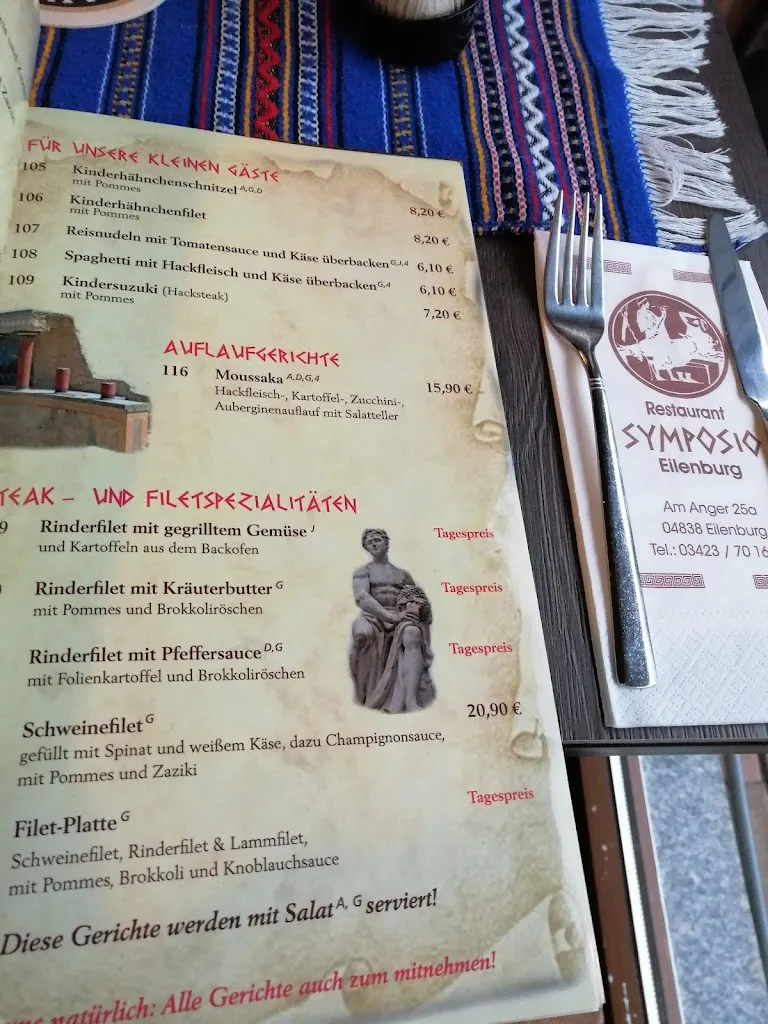 FÜR UNSERE KLEINEN GÄSTE
105 Kinderhähnchenschnitzel A,G,D
mit Pommes 8,20 €
106 Kinderhähnchenfilet
mit Pommes 8,20 €
107 Reisnudeln mit Tomatensauce und Käse überbacken G,J,4 6,10 €
108 Spaghetti mit Hackfleisch und Käse überbacken G,4 6,10 €
109 Kindersuzuki (Hacksteak)
mit Pommes 7,20 €
AUFLAUFGERICHTE
116 Moussaka A,D,G,4 15,90 €
Hackfleisch-, Kartoffel-, Zucchini-,
Auberginenauflauf mit Salatteller
TEAK – UND FILETSPEZIALITÄTEN
9 Rinderfilet mit gegrilltem Gemüse J Tagespreis
und Kartoffeln aus dem Backofen
Rinderfilet mit Kräuterbutter G Tagespreis
mit Pommes und Brokkoliröschen
Rinderfilet mit Pfeffersauce D,G Tagespreis
mit Folienkartoffel und Brokkoliröschen
Schweinefilet G 20,90 €
gefüllt mit Spinat und weißem Käse, dazu Champignonsauce,
mit Pommes und Zaziki
Filet-Platte G Tagespreis
Schweinefilet, Rinderfilet & Lammfilet,
mit Pommes, Brokkoli und Knoblauchsauce
Diese Gerichte werden mit Salat A, G serviert!
natürlich: Alle Gerichte auch zum mitnehmen!
Restaurant
SYMPOSIO
Eilenburg
Am Anger 25a
04838 Eilenburg
Tel.: 03423 / 70 16